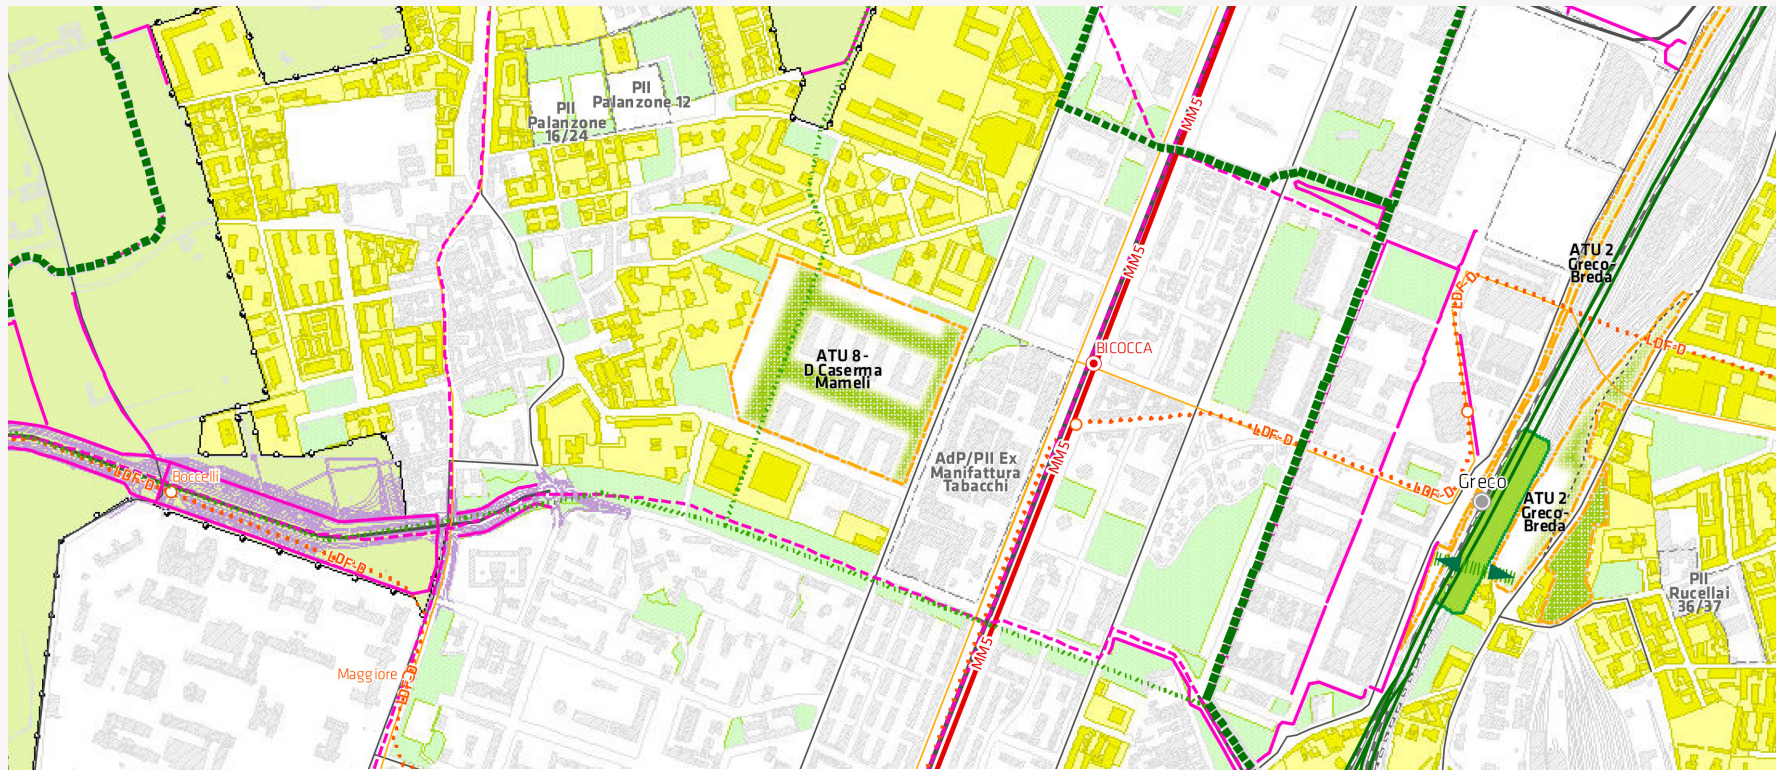 PII
Palanzone 12
PII
Palanzone
16/24
MM5
MM5
ATU 2
Greco-
Breda
LDF-D
LDF-D
BICOCCA
ATU 8-
D Caserma
Mameli
LDF-D
MM5
AdP/PII Ex
Manifattura
Tabacchi
Boccelli
LDF-D
LDF-D
Greco
ATU 2
Greco-
Breda
LDF-D
PII
Rucellai
36/37
MM5
Maggiore
LDF-D